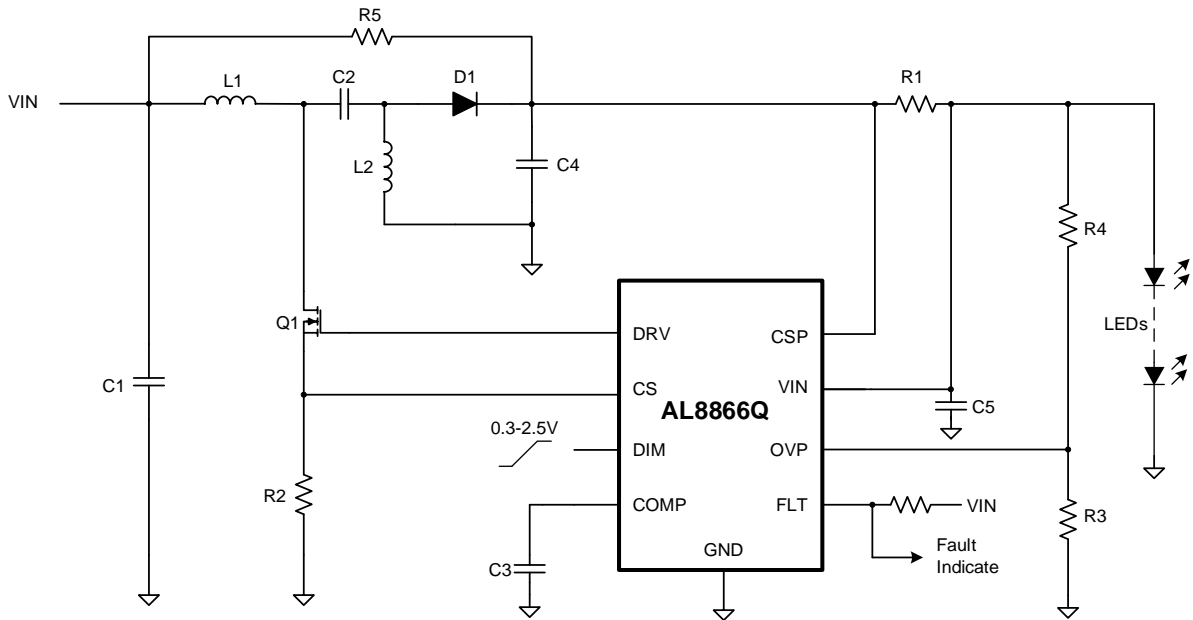 R5
L1
C2
D1
R1
VIN
L2
C4
R4
Q1
DRV
CSP
LEDs
C1
CS
VIN
AL8866Q
C5
0.3-2.5V
DIM
OVP
R2
COMP
FLT
VIN
R3
GND
Fault
Indicate
C3